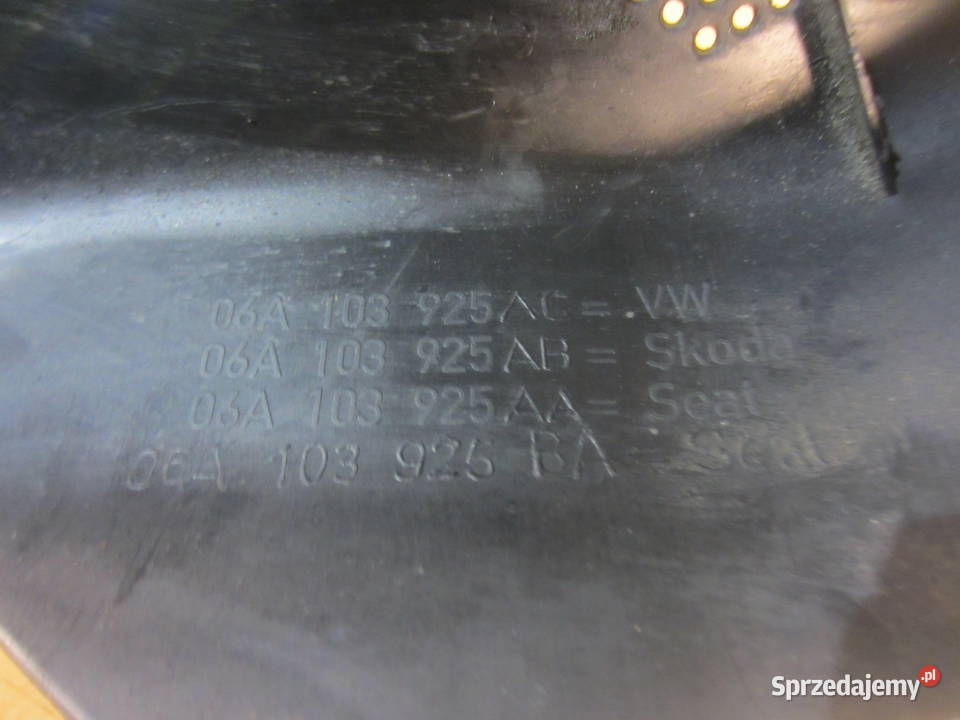 06A 103 925 AC = VW
06A 103 925 AB = Skoda
06A 103 925 AA = Seat
06A 103 925 BA Seat
Sprzedajemy.pl